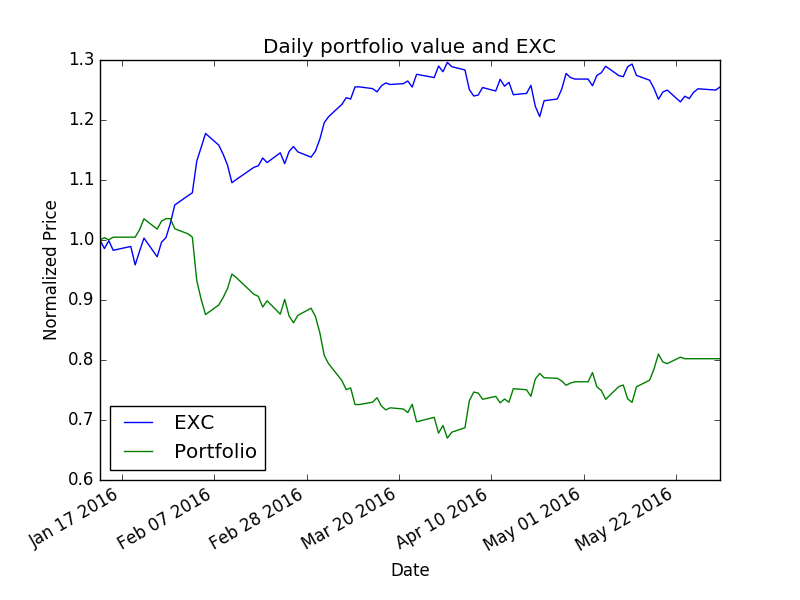 Daily portfolio value and EXC
1.3
1.2
1.1
1.0
0.9
0.8
0.7
0.6
Normalized Price
EXC
Portfolio
Jan 17 2016
Feb 07 2016
Feb 28 2016
Mar 20 2016
Apr 10 2016
May 01 2016
May 22 2016
Date